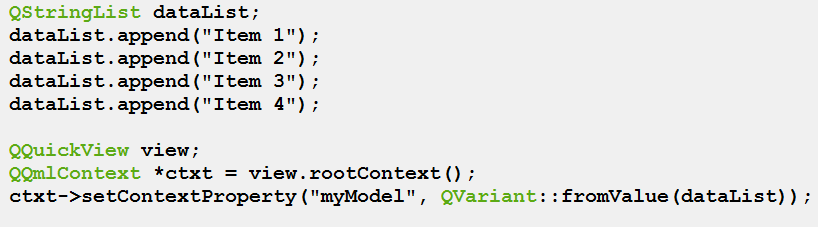 QStringList dataList;
dataList.append("Item 1");
dataList.append("Item 2");
dataList.append("Item 3");
dataList.append("Item 4");
QQuickView view;
QQmlContext *ctxt = view.rootContext();
ctxt->setContextProperty("myModel", QVariant::fromValue(dataList));